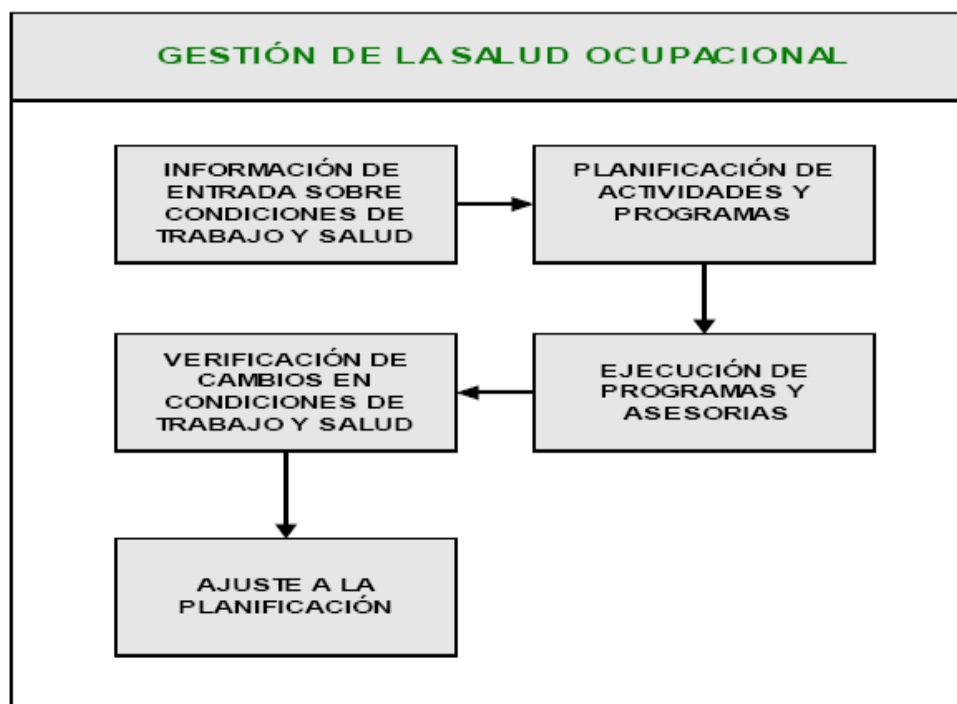 GESTIÓN DE LA SALUD OCUPACIONAL
INFORMACIÓN DE
ENTRADA SOBRE
CONDICIONES DE
TRABAJO Y SALUD
PLANIFICACIÓN DE
ACTIVIDADES Y
PROGRAMAS
VERIFICACIÓN DE
CAMBIOS EN
CONDICIONES DE
TRABAJO Y SALUD
EJECUCIÓN DE
PROGRAMAS Y
ASESORIAS
AJUSTE A LA
PLANIFICACIÓN